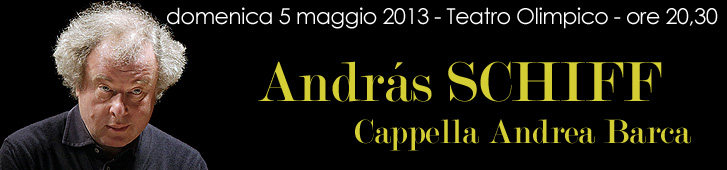 domenica 5 maggio 2013 - Teatro Olimpico - ore 20,30
András SCHIFF
Cappella Andrea Barca